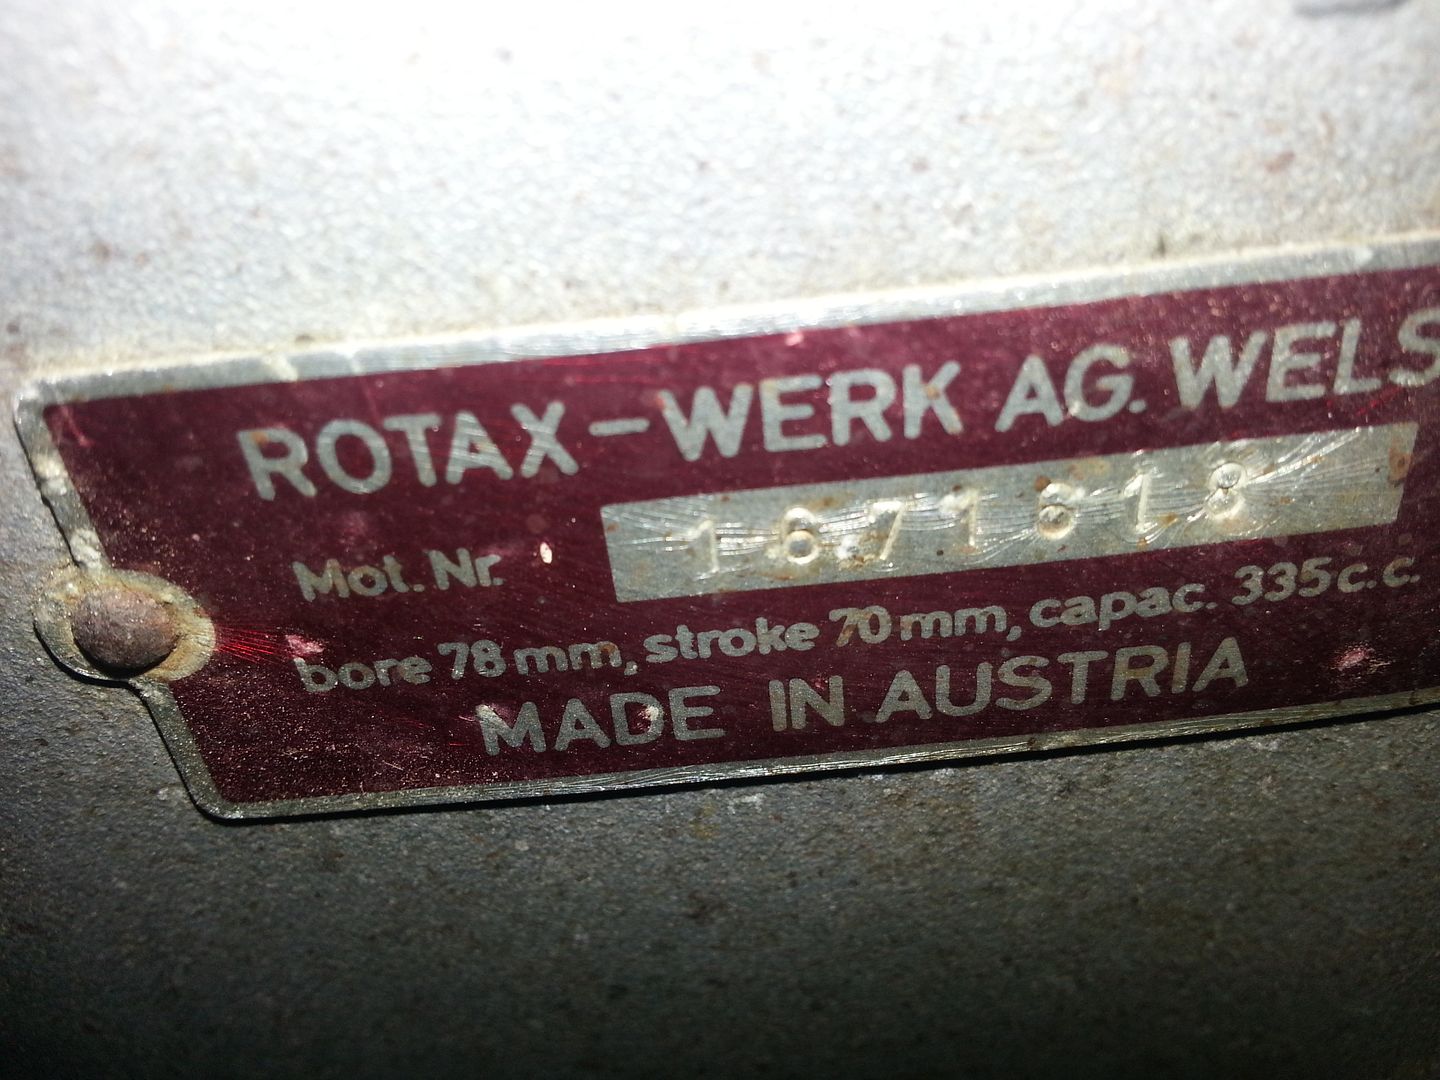 ROTAX-WERK AG. WELS
Mot. Nr. 1671618
bore 78 mm, stroke 70 mm, capac. 335 c.c.
MADE IN AUSTRIA